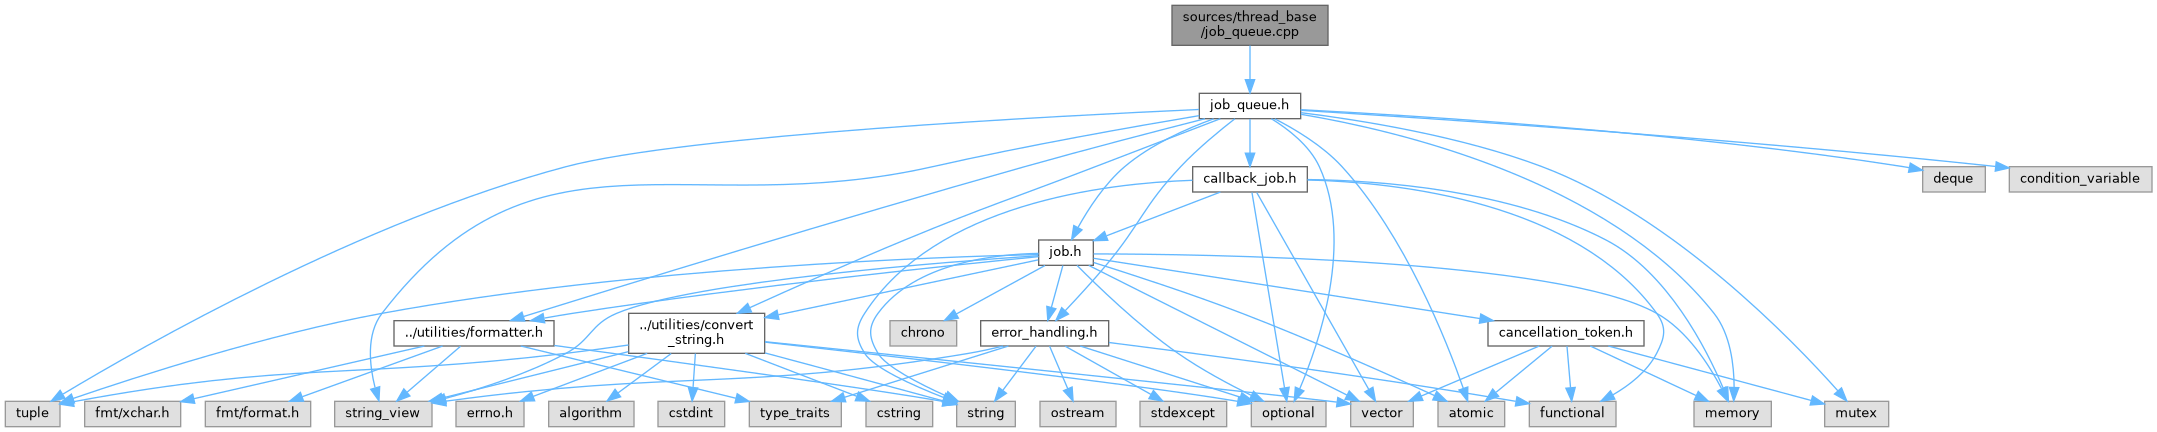 sources/thread_base
/job_queue.cpp
job_queue.h
callback_job.h
deque
condition_variable
job.h
../utilities/formatter.h
../utilities/convert
_string.h
chrono
error_handling.h
cancellation_token.h
tuple
fmt/xchar.h
fmt/format.h
string_view
errno.h
algorithm
cstdint
type_traits
cstring
string
ostream
stdexcept
optional
vector
atomic
functional
memory
mutex